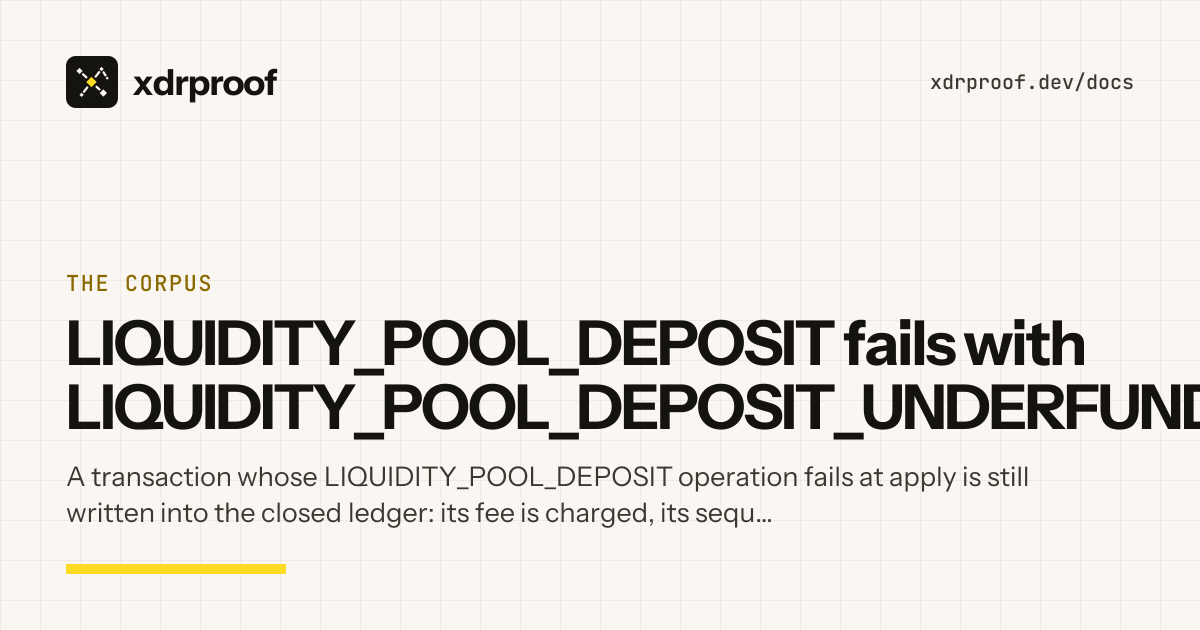 xdrproof
xdrproof.dev/docs
THE CORPUS
LIQUIDITY_POOL_DEPOSIT fails with
LIQUIDITY_POOL_DEPOSIT_UNDERFUND
A transaction whose LIQUIDITY_POOL_DEPOSIT operation fails at apply is still
written into the closed ledger: its fee is charged, its sequ...